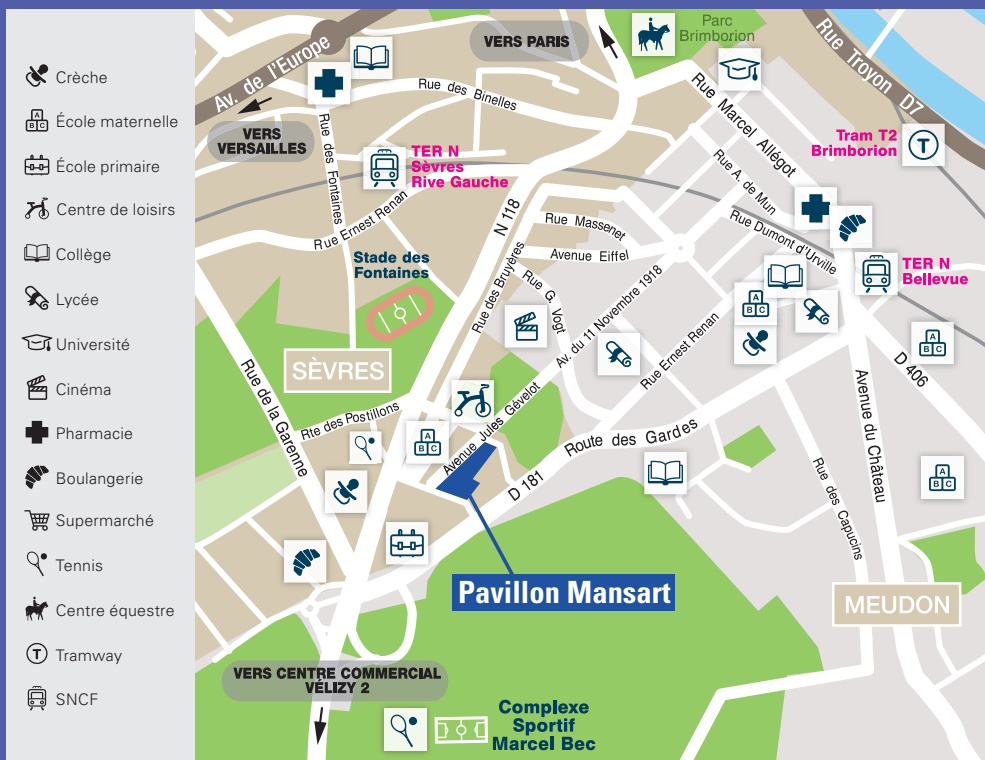 Crèche
École maternelle
École primaire
Centre de loisirs
Collège
Lycée
Université
Cinéma
Pharmacie
Boulangerie
Supermarché
Tennis
Centre équestre
Tramway
SNCF
A
B C
T
Av. de l'Europe
VERS PARIS
Parc
Brimborion
Rue Troyon D7
Rue des Binelles
VERS
VERSAILLES
Rue des Fontaines
TER N
Sèvres
Rive Gauche
Rue Marcel Allégot
Tram T2
Brimborion
T
Rue A. de Mun
Rue Ernest Renan
N 118
Rue Massenet
Rue Dumont d'Urville
Avenue Eiffel
Stade des
Fontaines
Rue des Bruyères
Rue G. Vogt
Av. du 11 Novembre 1918
TER N
Bellevue
A
B C
A
B C
Rue Ernest Renan
D 406
SÈVRES
Rue de la Garenne
Rte des Postillons
Avenue Jules Gévelot
A
B C
Route des Gardes
D 181
Avenue du Château
Rue des Capucins
A
B C
Pavillon Mansart
MEUDON
VERS CENTRE COMMERCIAL
VÉLIZY 2
Complexe
Sportif
Marcel Bec